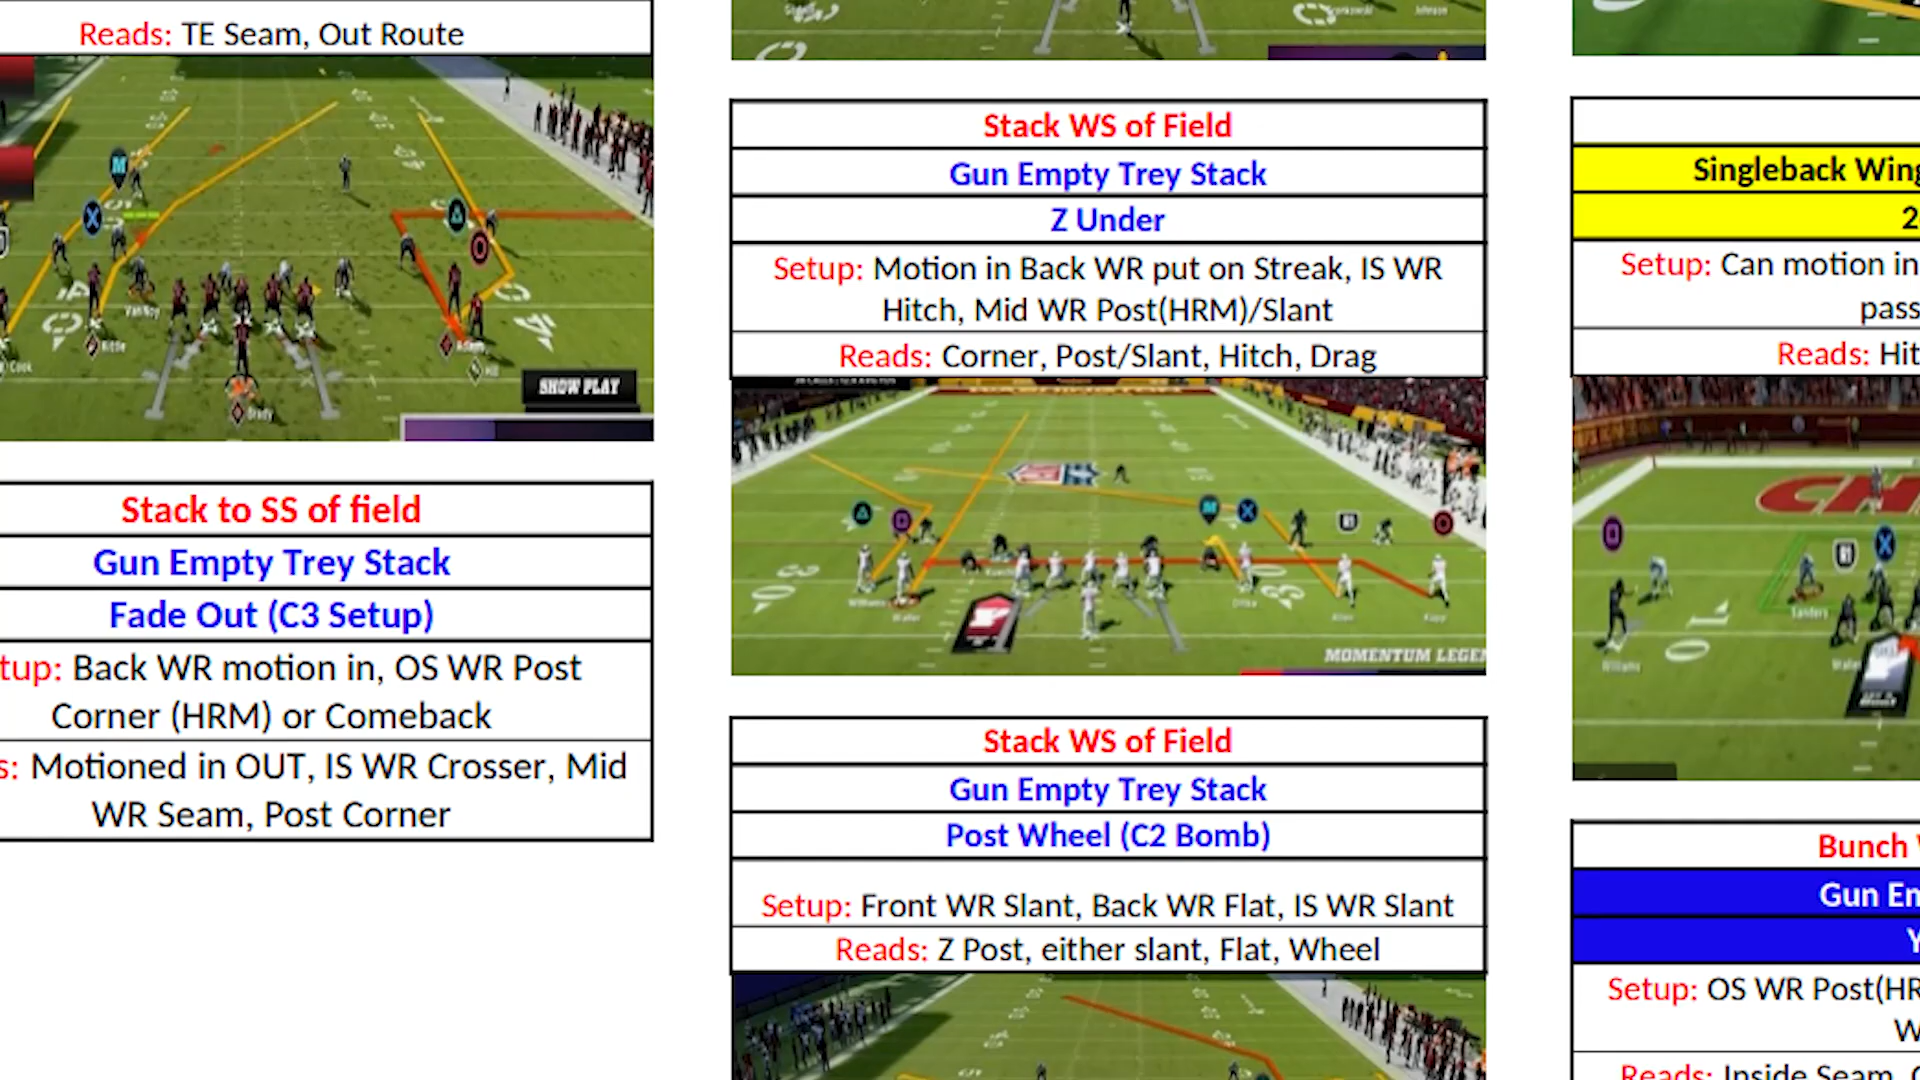 Reads: TE Seam, Out Route
SHOW PLAY
Stack to SS of field
Gun Empty Trey Stack
Fade Out (C3 Setup)
tup: Back WR motion in, OS WR Post
Corner (HRM) or Comeback
s: Motioned in OUT, IS WR Crosser, Mid
WR Seam, Post Corner
Stack WS of Field
Gun Empty Trey Stack
Z Under
Setup: Motion in Back WR put on Streak, IS WR
Hitch, Mid WR Post(HRM)/Slant
Reads: Corner, Post/Slant, Hitch, Drag
MOMENTUM LEGEN
Stack WS of Field
Gun Empty Trey Stack
Post Wheel (C2 Bomb)
Setup: Front WR Slant, Back WR Flat, IS WR Slant
Reads: Z Post, either slant, Flat, Wheel
Singleback Wing
2
Setup: Can motion in
pass
Reads: Hit
CH
Bunch
Gun Em
Y
Setup: OS WR Post(HR
W
Reads: Inside Seam,